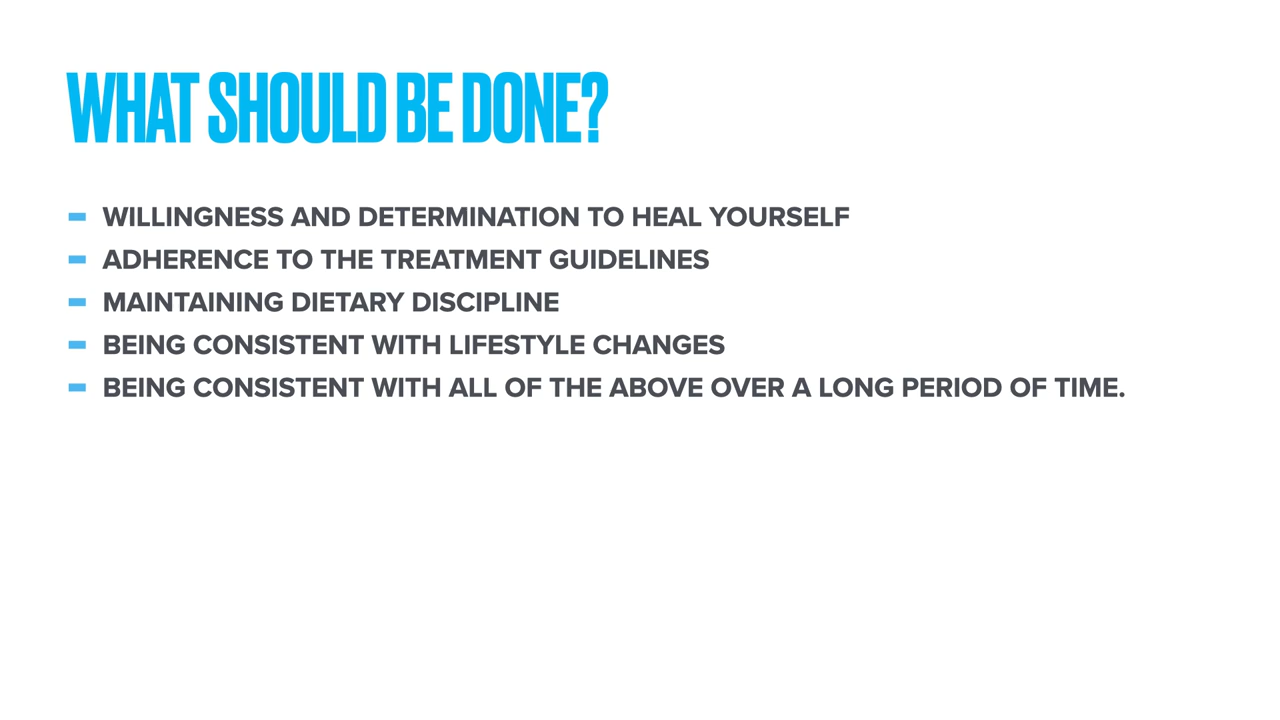 WHAT SHOULD BE DONE?
WILLINGNESS AND DETERMINATION TO HEAL YOURSELF
ADHERENCE TO THE TREATMENT GUIDELINES
MAINTAINING DIETARY DISCIPLINE
BEING CONSISTENT WITH LIFESTYLE CHANGES
BEING CONSISTENT WITH ALL OF THE ABOVE OVER A LONG PERIOD OF TIME.